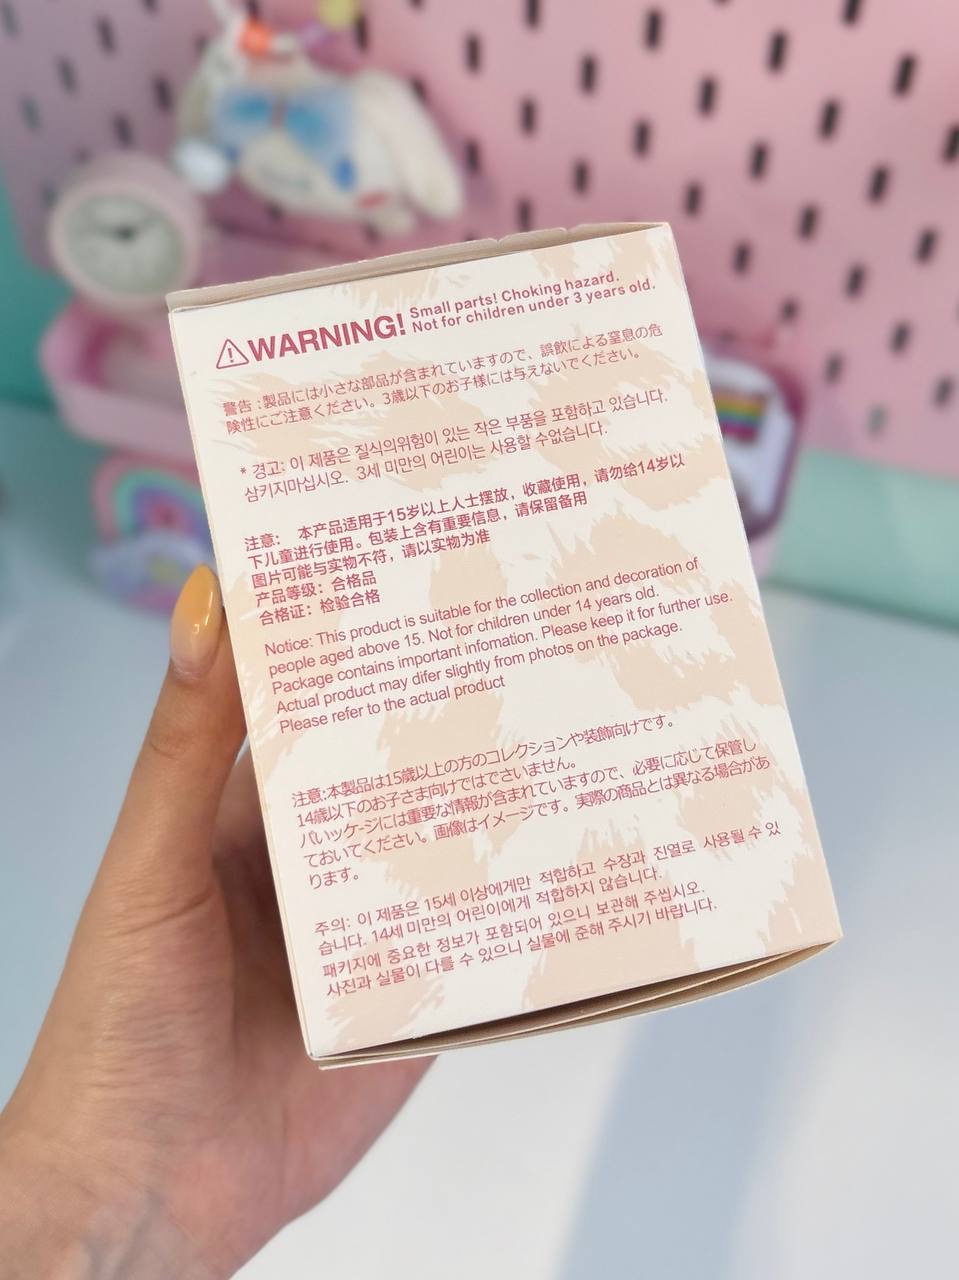 WARNING! Small parts! Choking hazard.
Not for children under 3 years old.
警告 :製品には小さな部品が含まれていますので、誤飲による窒息の危
険性にご注意ください。3歳以下のお子様には与えないでください。
* 경고: 이 제품은 질식의위험이 있는 작은 부품을 포함하고 있습니다.
삼키지마십시오. 3세 미만의 어린이는 사용할 수없습니다.
注意： 本产品适用于15岁以上人士摆放，收藏使用，请勿给14岁以
下儿童进行使用。包装上含有重要信息，请保留备用
图片可能与实物不符，请以实物为准
产品等级：合格品
合格证：检验合格
Notice: This product is suitable for the collection and decoration of
people aged above 15. Not for children under 14 years old.
Package contains important infomation. Please keep it for further use.
Actual product may difer slightly from photos on the package.
Please refer to the actual product
注意:本製品は15歳以上の方のコレクションや装飾向けです。
14歳以下のお子さま向けではでさいません。
パハッケ-ジには重要な情報が含まれていますので、必要に応じて保管し
ておいてください。画像はイメージです。実際の商品とは異なる場合があ
ります。
주의: 이 제품은 15세 이상에게만 적합하고 수장과 진열로 사용될 수 있
습니다. 14세 미만의 어린이에게 적합하지 않습니다.
패키지에 중요한 정보가 포함되어 있으니 보관해 주씹시오.
사진과 실물이 다를 수 있으니 실물에 준해 주시기 바랍니다.